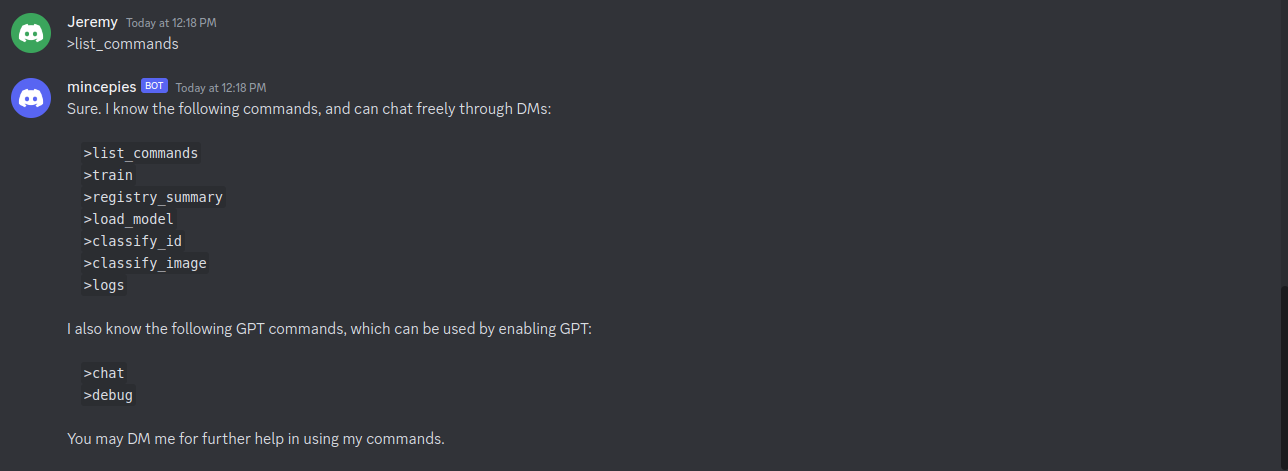 Jeremy Today at 12:18 PM
>list_commands
mincepies BOT Today at 12:18 PM
Sure. I know the following commands, and can chat freely through DMs:
>list_commands
>train
>registry_summary
>load_model
>classify_id
>classify_image
>logs
I also know the following GPT commands, which can be used by enabling GPT:
>chat
>debug
You may DM me for further help in using my commands.